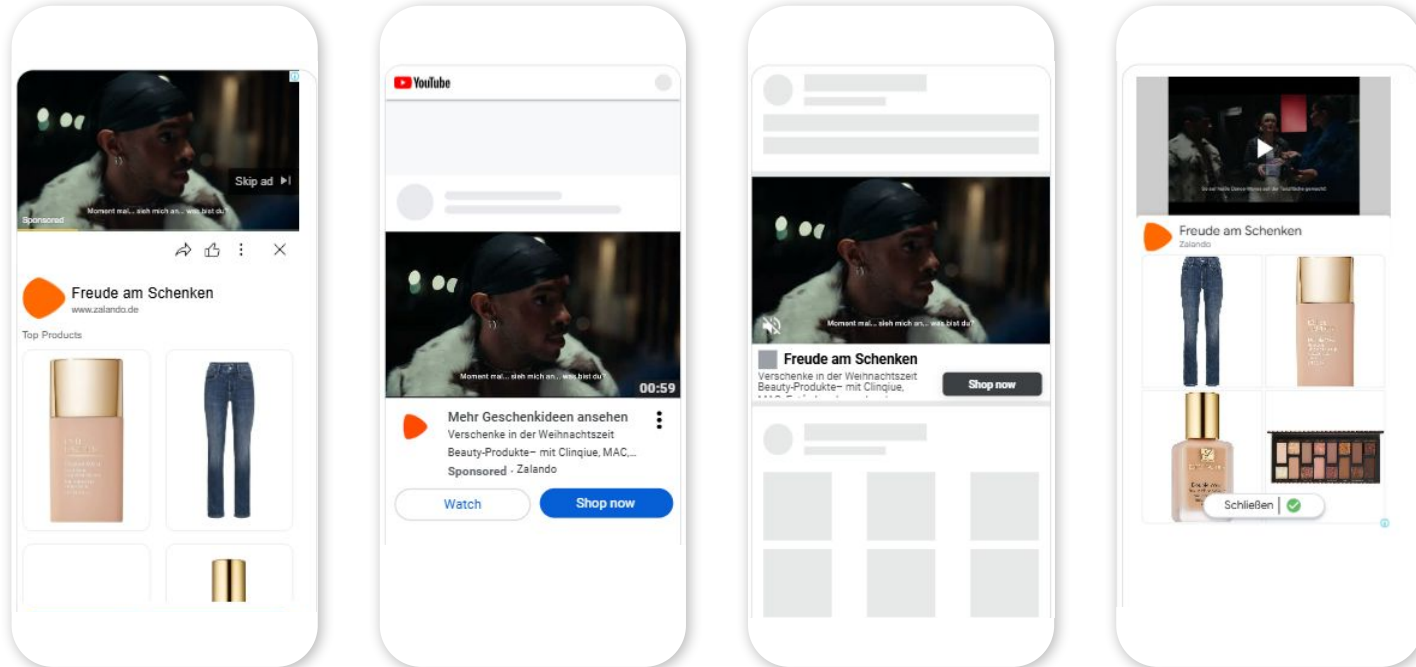 Skip ad
Moment mal... sieh mich an... was bist du?
Sponsored
Freude am Schenken
www.zalando.de
Top Products
YouTube
Moment mal... sieh mich an... was bist du?
00:59
Mehr Geschenkideen ansehen
Verschenke in der Weihnachtszeit
Beauty-Produkte– mit Clinqiue, MAC,...
Sponsored · Zalando
Watch
Shop now
Moment mal... sieh mich an... was bist du?
Freude am Schenken
Verschenke in der Weihnachtszeit
Beauty-Produkte– mit Clinqiue,
Shop now
Freude am Schenken
Zalando
Schließen